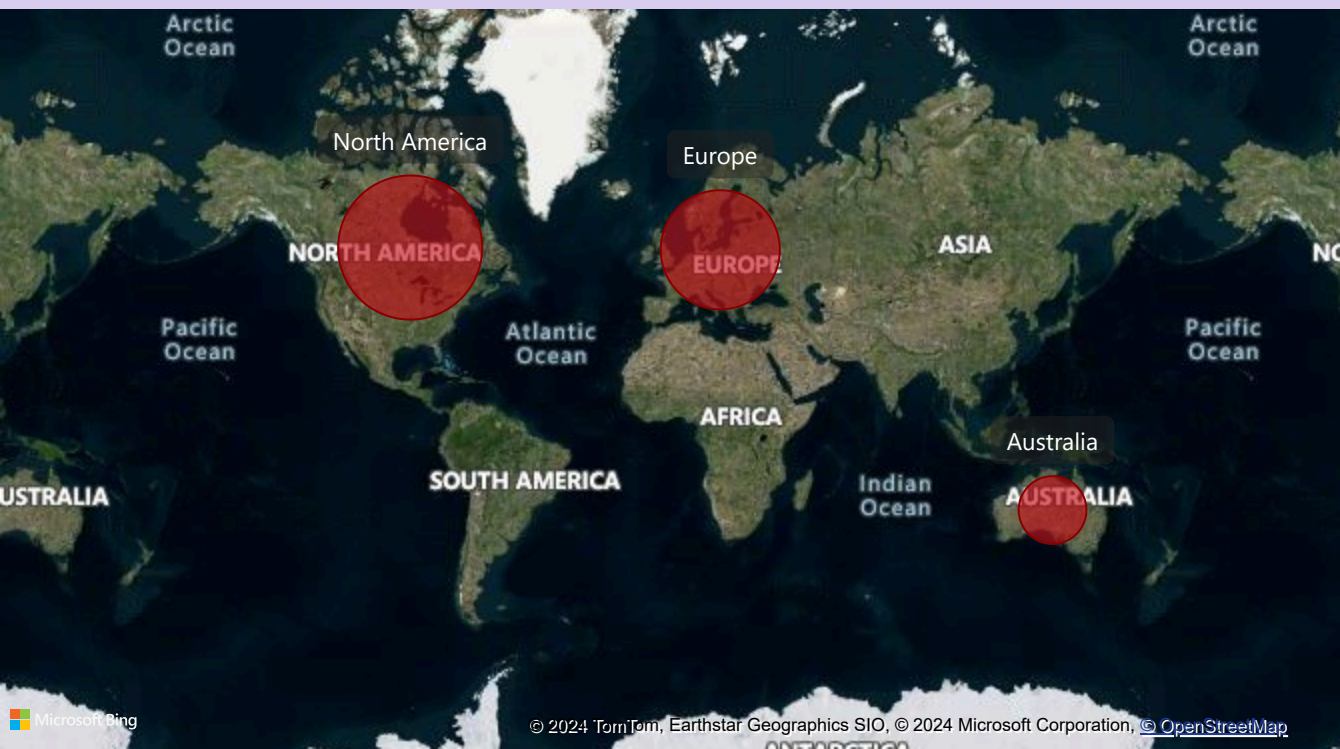 Arctic
Ocean
Arctic
Ocean
North America
Europe
NORTH AMERICA
EUROPE
ASIA
NO
Pacific
Ocean
Atlantic
Ocean
Pacific
Ocean
AFRICA
Australia
SOUTH AMERICA
Indian
Ocean
USTRALIA
AUSTRALIA
Microsoft Bing
© 2024 TomTom, Earthstar Geographics SIO, © 2024 Microsoft Corporation, © OpenStreetMap
ANTARCTICA